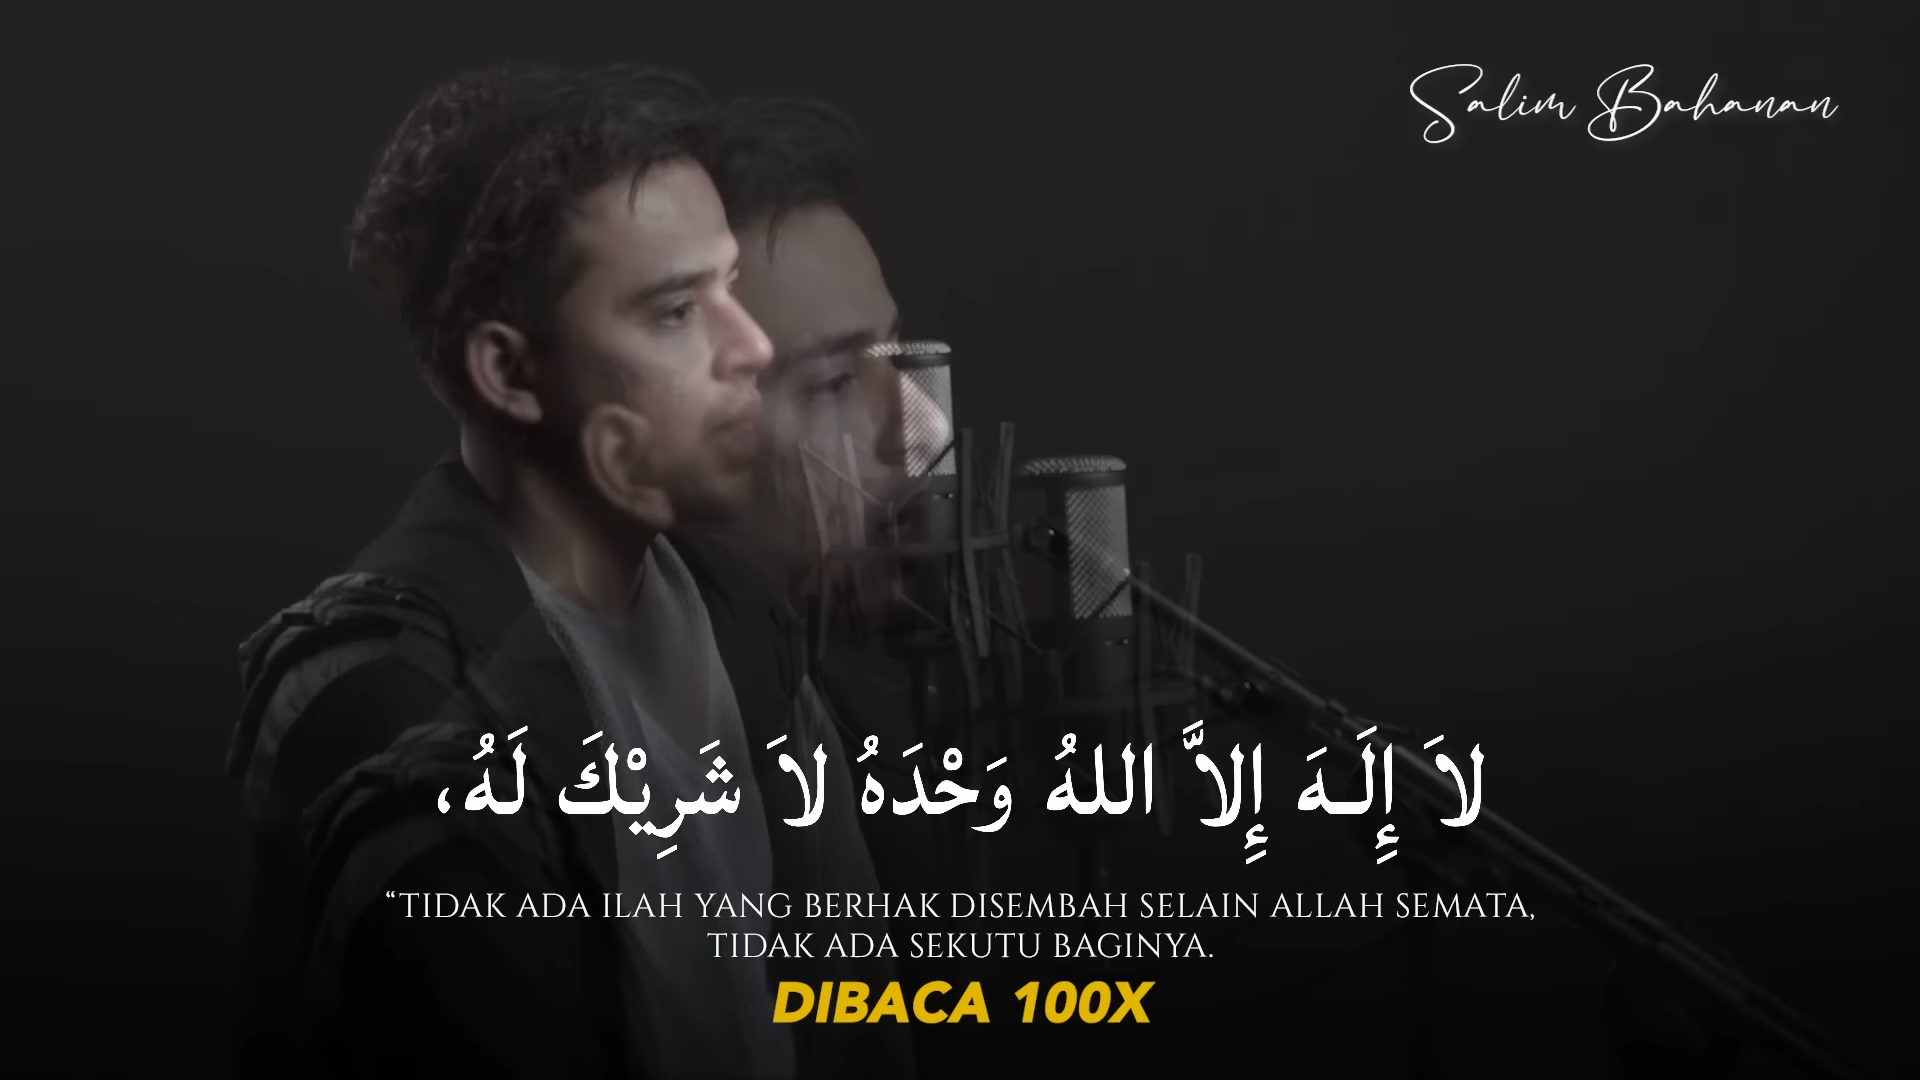 Salim Bahanan
لاَ إِلَـهَ إِلاَّ اللهُ وَحْدَهُ لاَ شَرِيْكَ لَهُ،
“TIDAK ADA ILAH YANG BERHAK DISEMBAH SELAIN ALLAH SEMATA,
TIDAK ADA SEKUTU BAGINYA.
DIBACA 100X